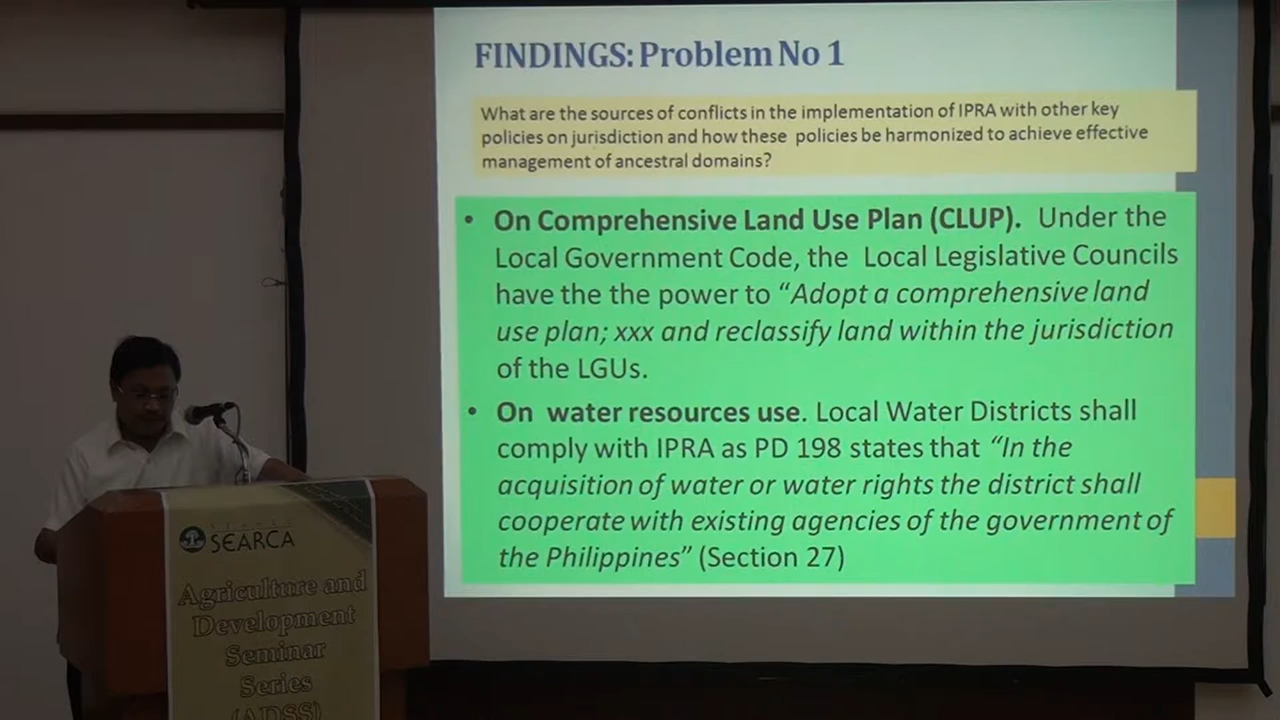 FINDINGS: Problem No 1
What are the sources of conflicts in the implementation of IPRA with other key
policies on jurisdiction and how these policies be harmonized to achieve effective
management of ancestral domains?
• On Comprehensive Land Use Plan (CLUP). Under the
Local Government Code, the Local Legislative Councils
have the the power to “Adopt a comprehensive land
use plan; xxx and reclassify land within the jurisdiction
of the LGUs.
• On water resources use. Local Water Districts shall
comply with IPRA as PD 198 states that “In the
acquisition of water or water rights the district shall
cooperate with existing agencies of the government of
the Philippines” (Section 27)
SEARCA
Agriculture and
Development
Seminar
Series
(ADSS)